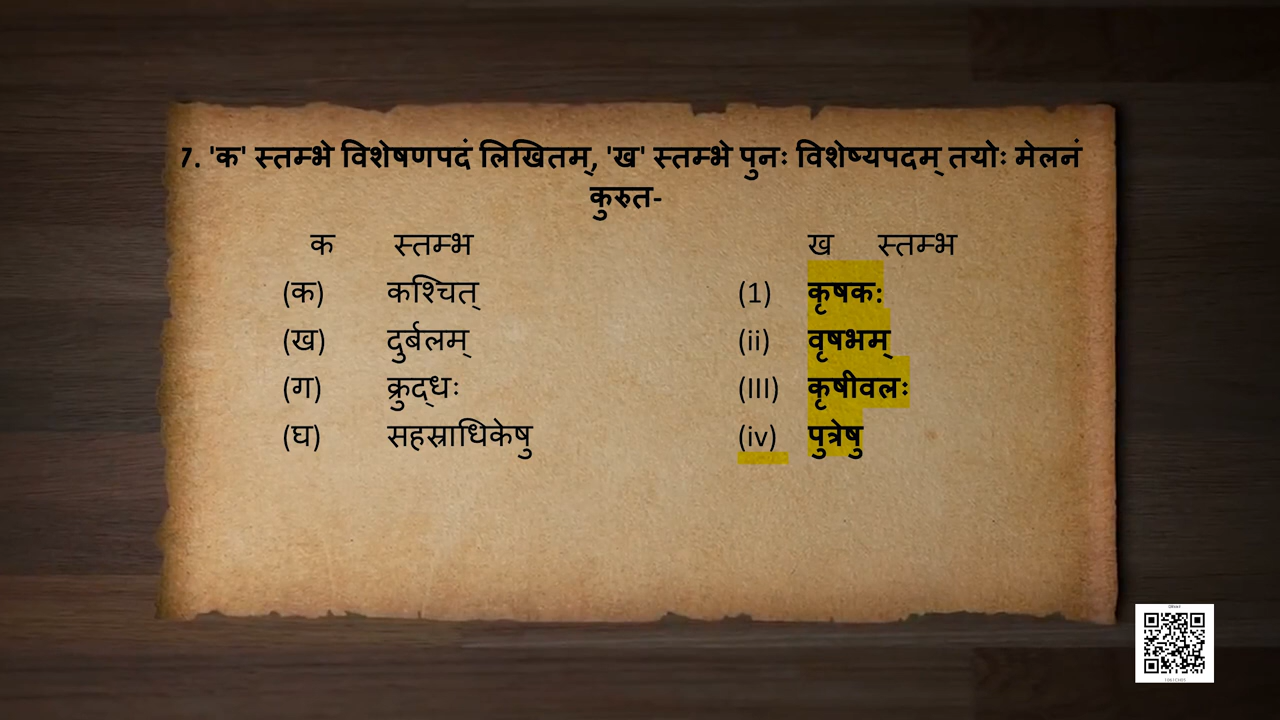 7. 'क' स्तम्भे विशेषणपदं लिखितम्, 'ख' स्तम्भे पुनः विशेष्यपदम् तयोः मेलनं
कुरुत-
क स्तम्भ ख स्तम्भ
(क) कश्चित् (1) कृषक:
(ख) दुर्बलम् (ii) वृषभम्
(ग) क्रुद्धः (III) कृषीवलः
(घ) सहस्राधिकेषु (iv) पुत्रेषु